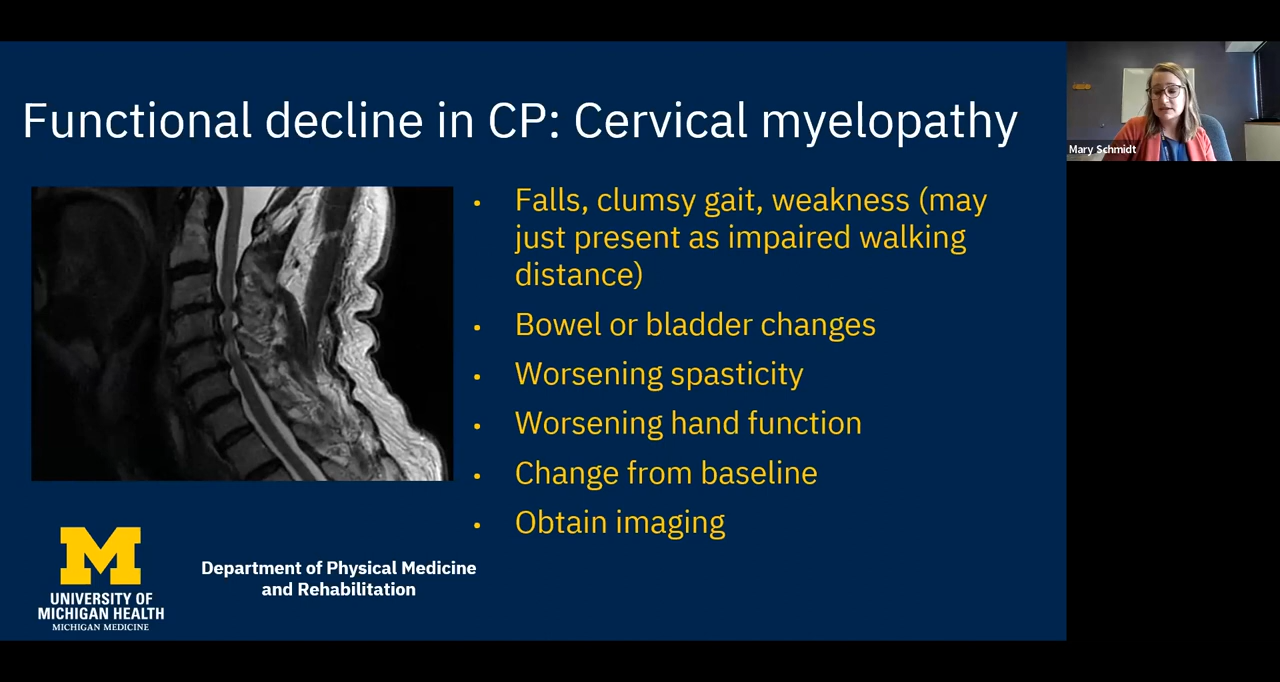 Functional decline in CP: Cervical myelopathy
Mary Schmidt
• Falls, clumsy gait, weakness (may
just present as impaired walking
distance)
• Bowel or bladder changes
• Worsening spasticity
• Worsening hand function
• Change from baseline
• Obtain imaging
M
UNIVERSITY OF
MICHIGAN HEALTH
MICHIGAN MEDICINE
Department of Physical Medicine
and Rehabilitation